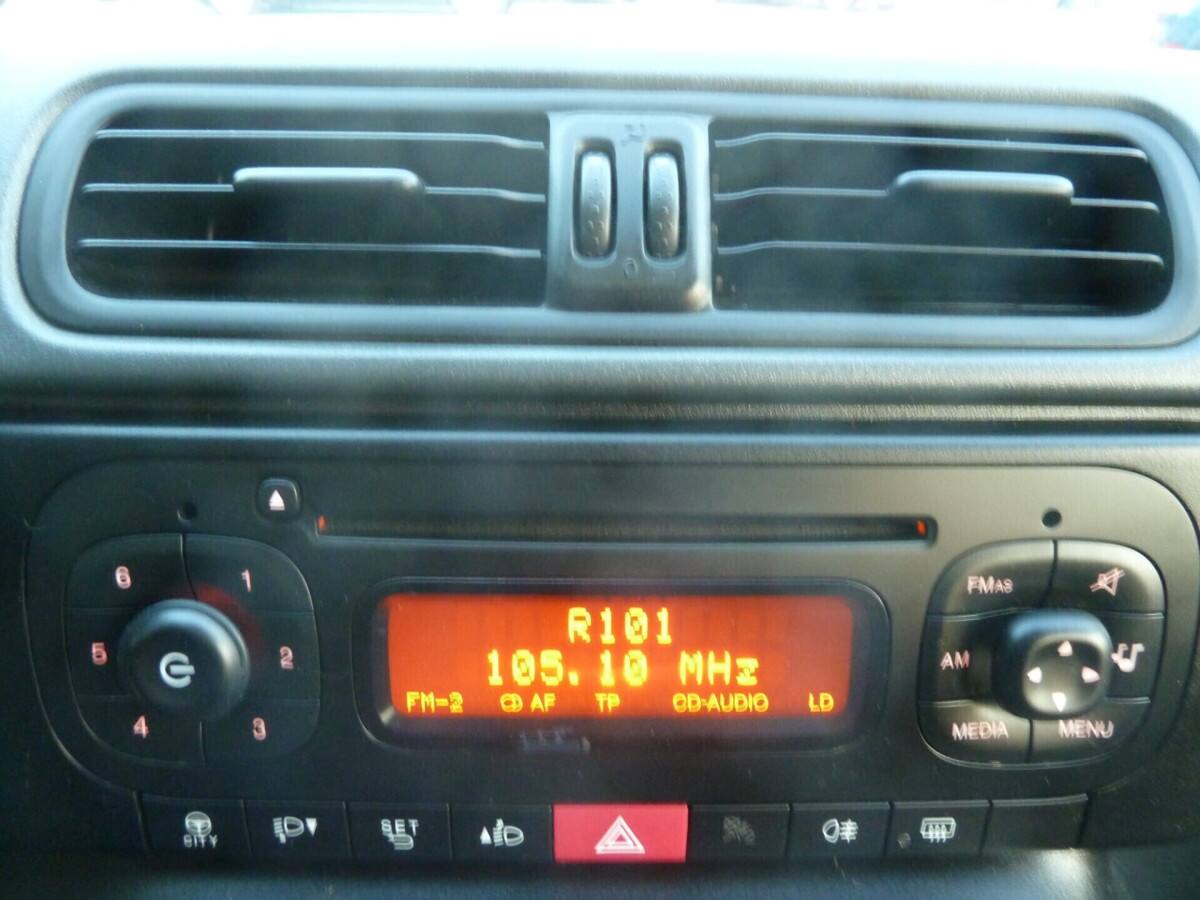 0
6
1
5
2
4
3
R101
105.10 MHz
FM-2 CD AF TP CD-AUDIO LD
FMAS
AM
MEDIA
MENU
CITY
SET